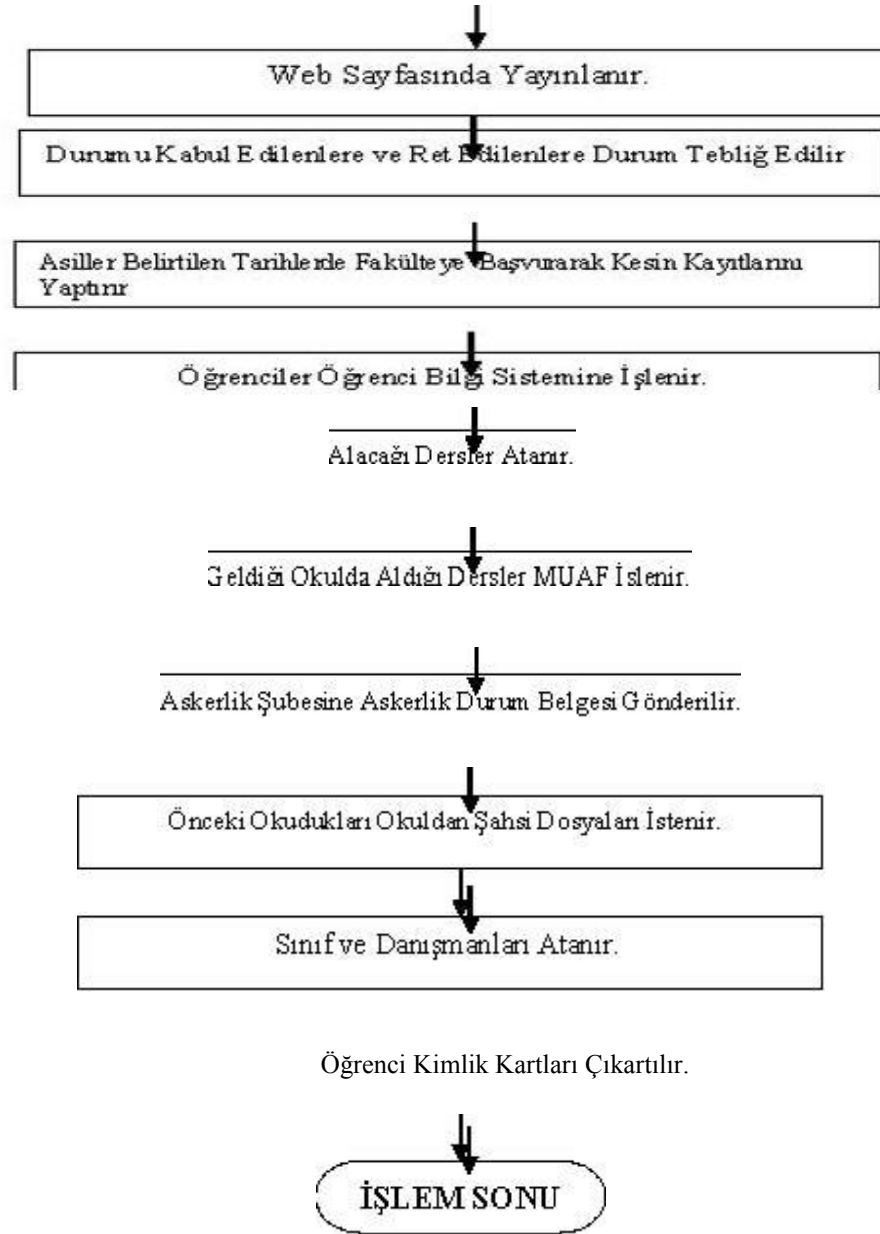 Web Sayfasında Yayınlanır.
Durumu Kabul Edilenlere ve Ret Edilenlere Durum Tebliğ Edilir
Asiller Belirtilen Tarihlerde Fakülteye Başvurarak Kesin Kayıtlarını
Yaptırır
Öğrenciler Öğrenci Bilgi Sistemine İşlenir.
Alacağı Dersler Atanır.
Geldiği Okulda Aldığı Dersler MUAF İslenir.
Askerlik Şubesine Askerlik Durum Belgesi Gönderilir.
Önceki Okudukları Okuldan Şahsi Dosyaları İstenir.
Sınıf ve Danışmanları Atanır.
Öğrenci Kimlik Kartları Çıkartılır.
İŞLEM SONU